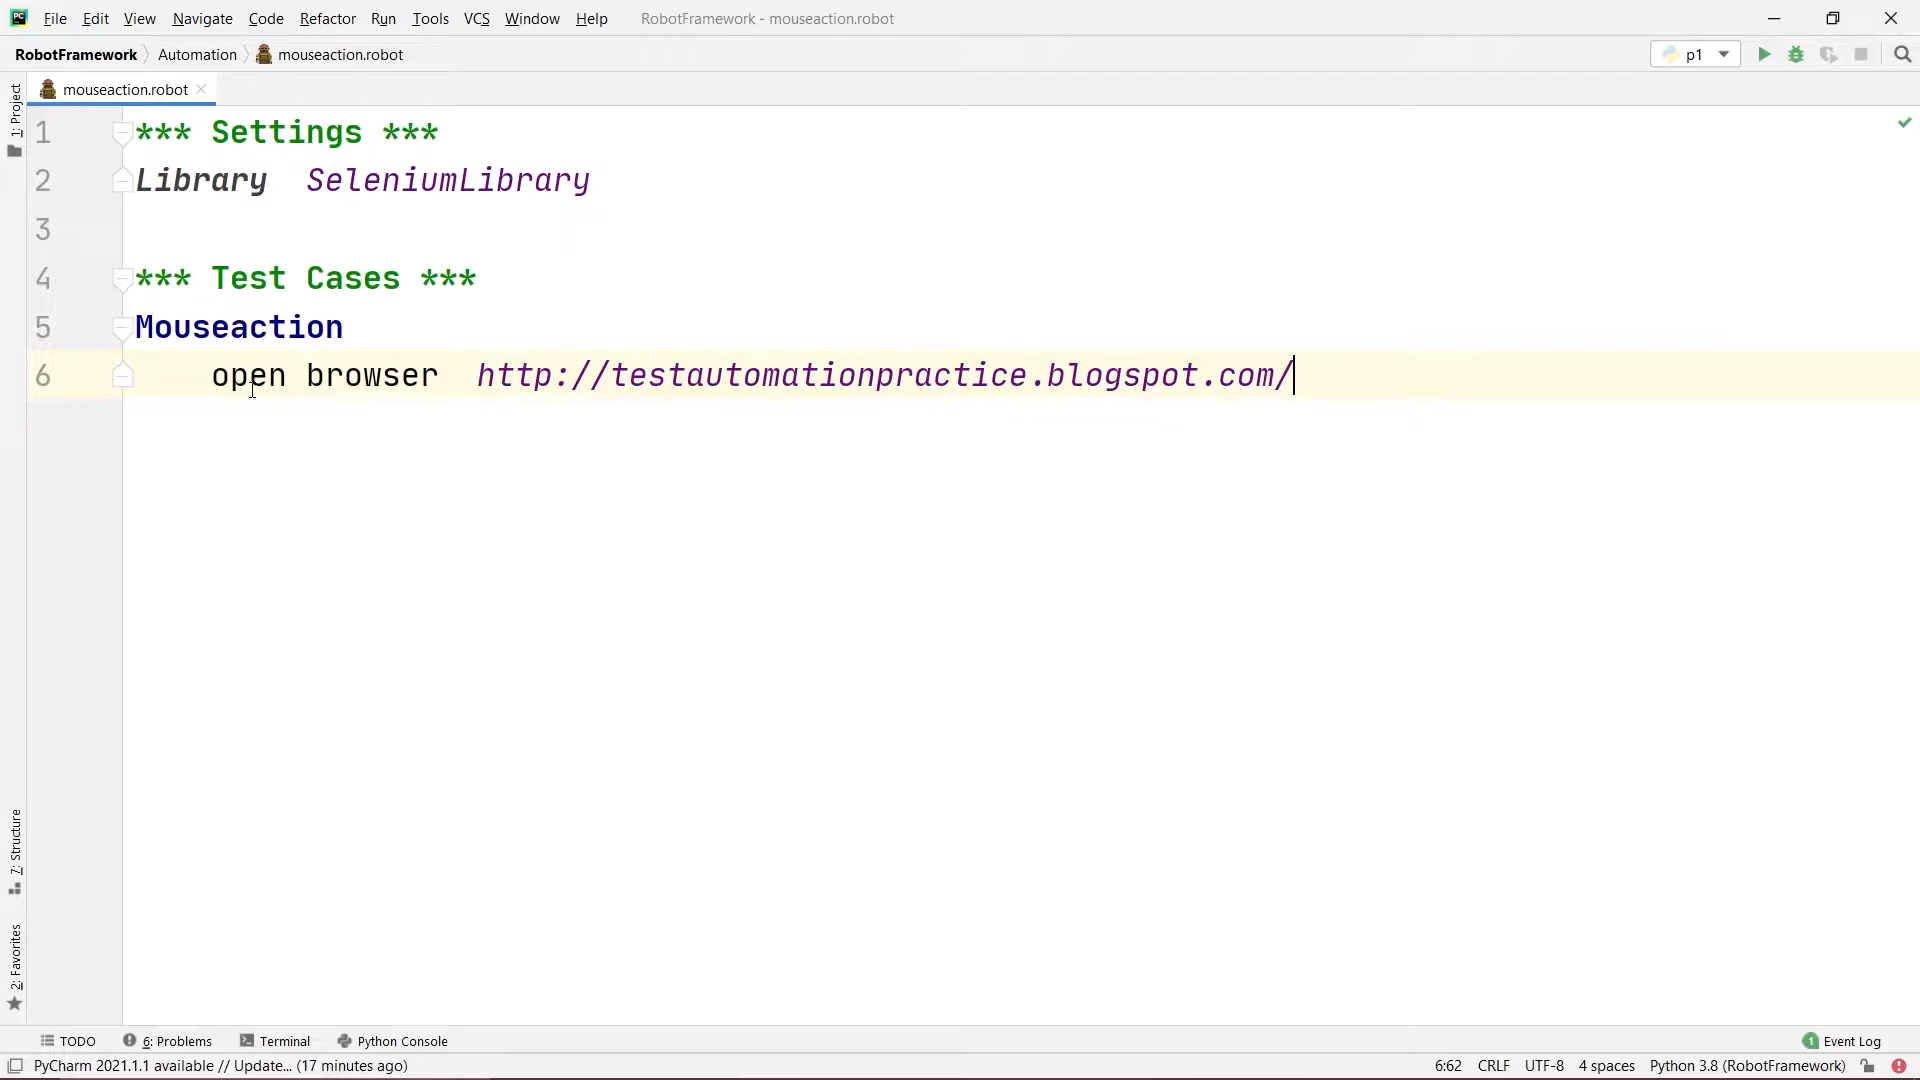 PC File Edit View Navigate Code Refactor Run Tools VCS Window Help RobotFramework - mouseaction.robot
RobotFramework Automation mouseaction.robot p1
mouseaction.robot
1: Project
1 *** Settings ***
2 Library SeleniumLibrary
3
4 *** Test Cases ***
5 Mouseaction
6 open browser http://testautomationpractice.blogspot.com/
7: Structure
2: Favorites
TODO 6: Problems Terminal Python Console 1 Event Log
PyCharm 2021.1.1 available // Update... (17 minutes ago) 6:62 CRLF UTF-8 4 spaces Python 3.8 (RobotFramework)